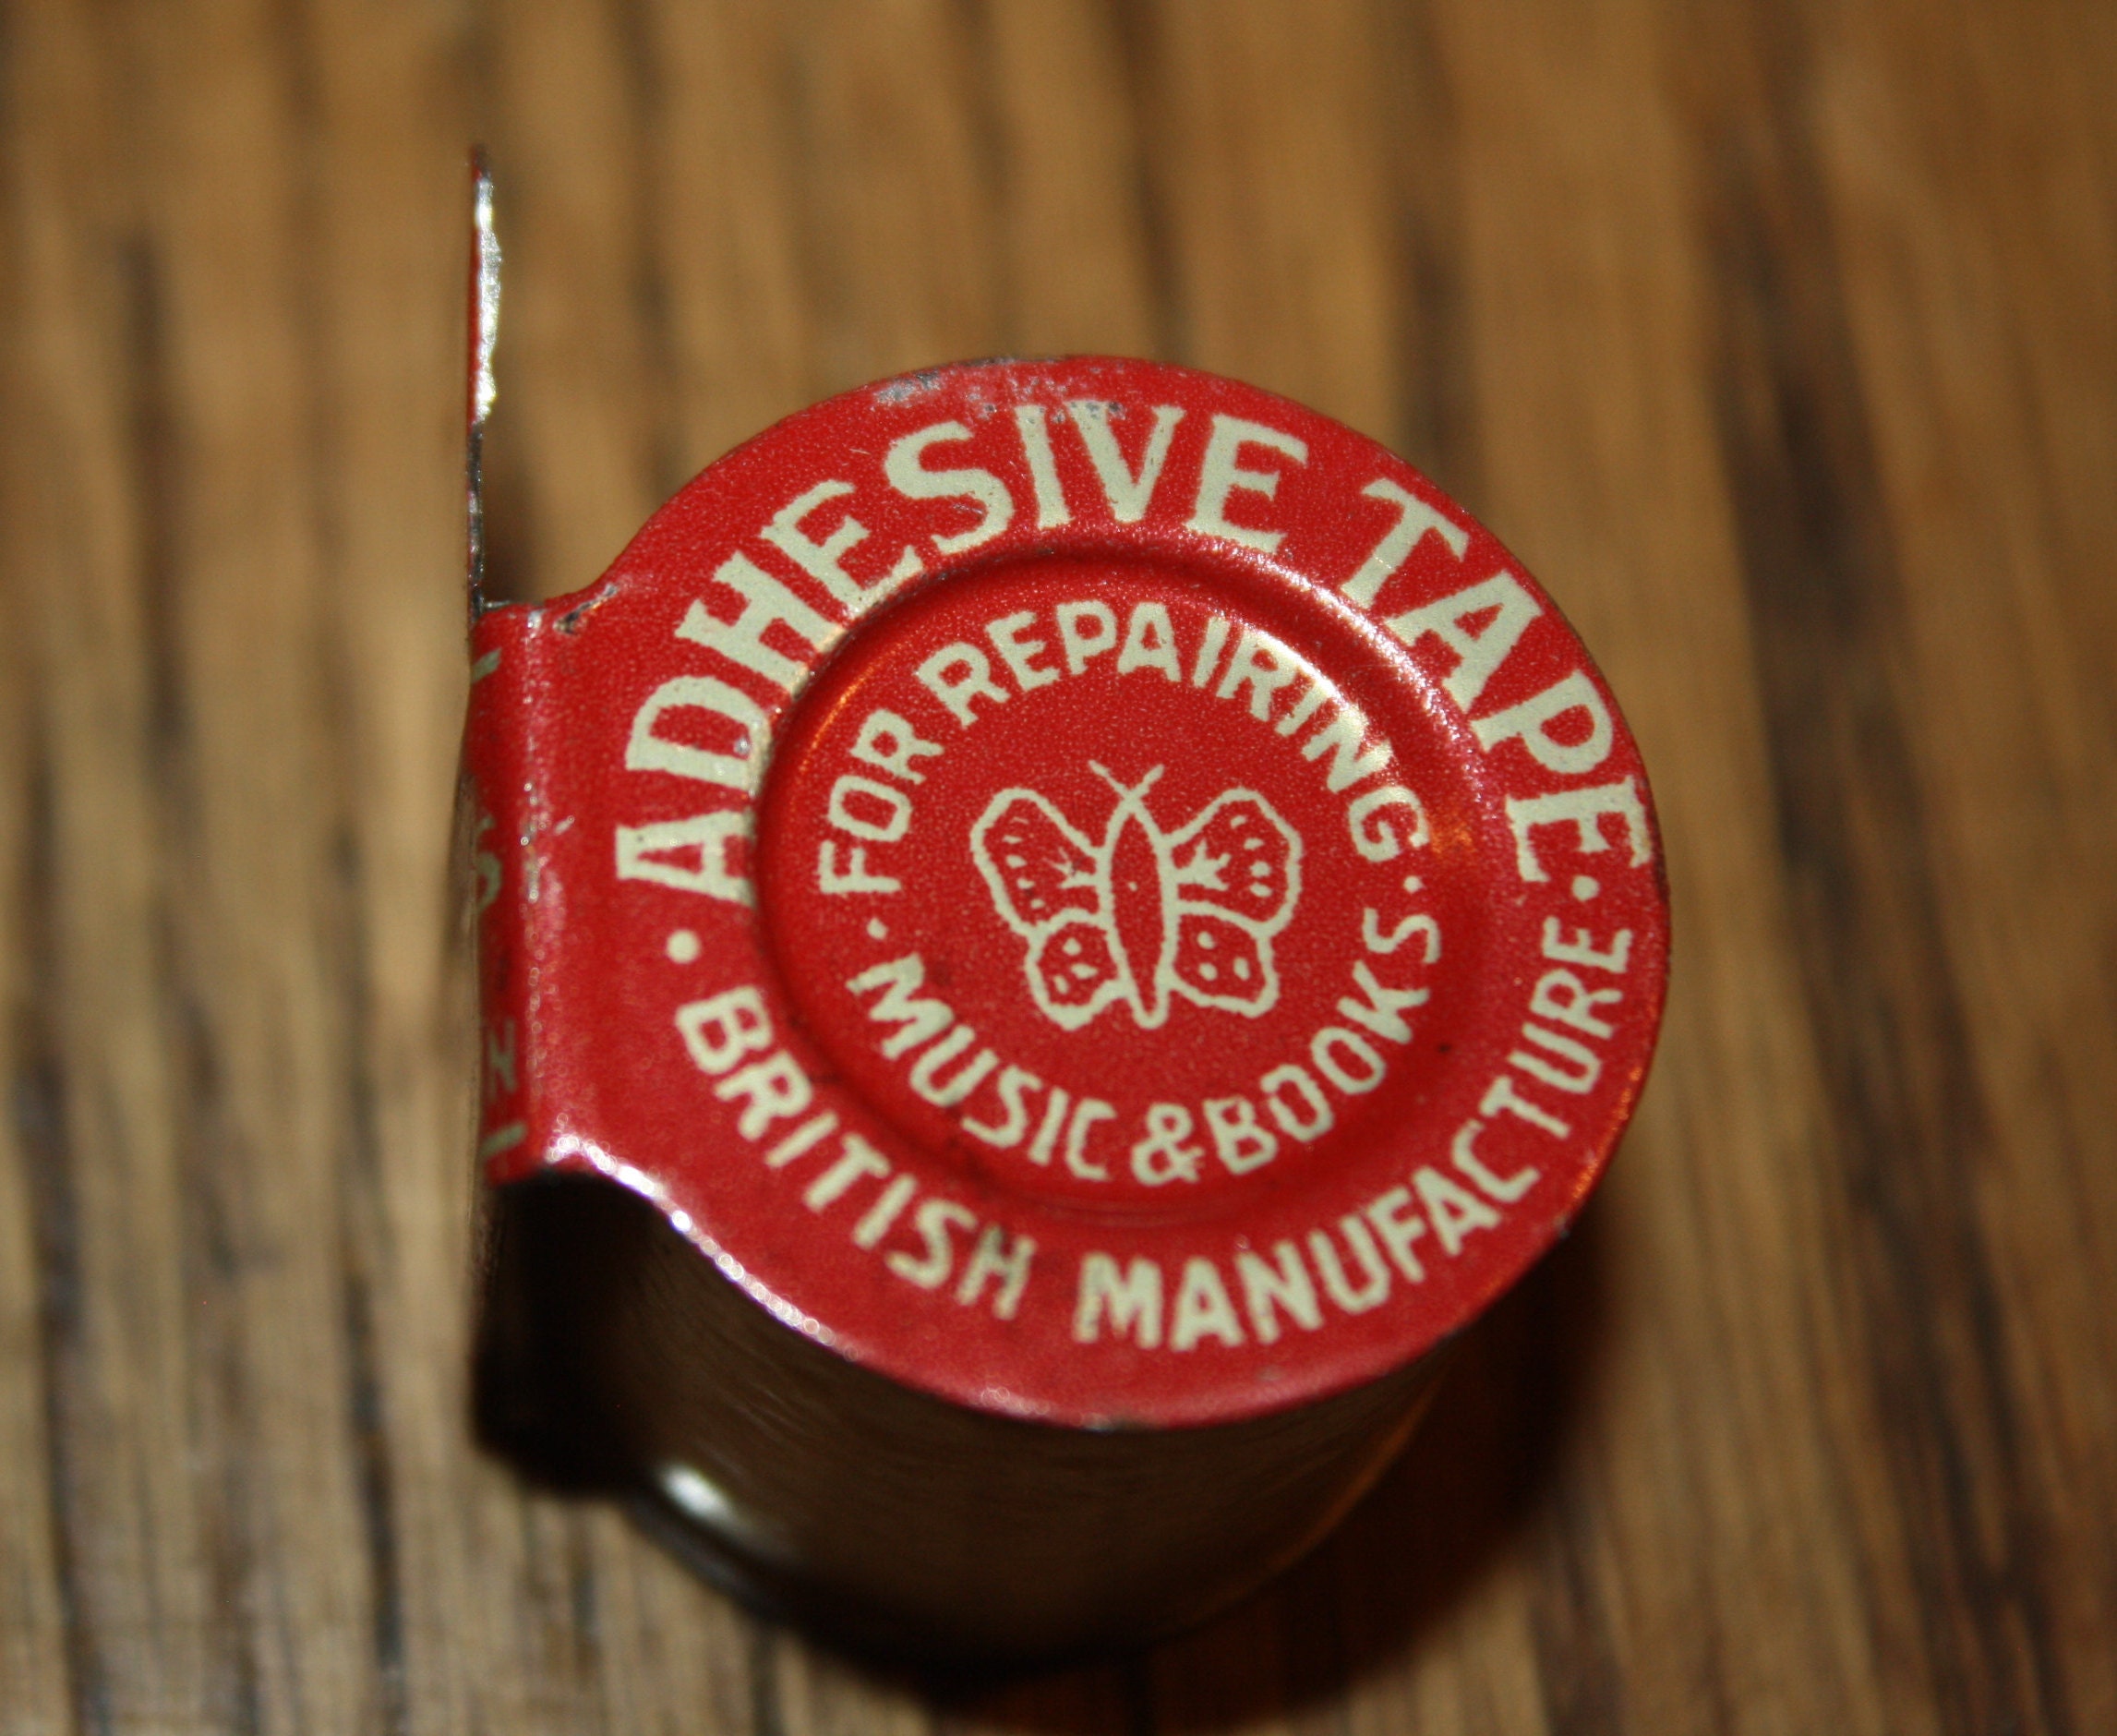 ADHESIVE TAPE
· BRITISH MANUFACTURE ·
FOR REPAIRING
· MUSIC & BOOKS ·